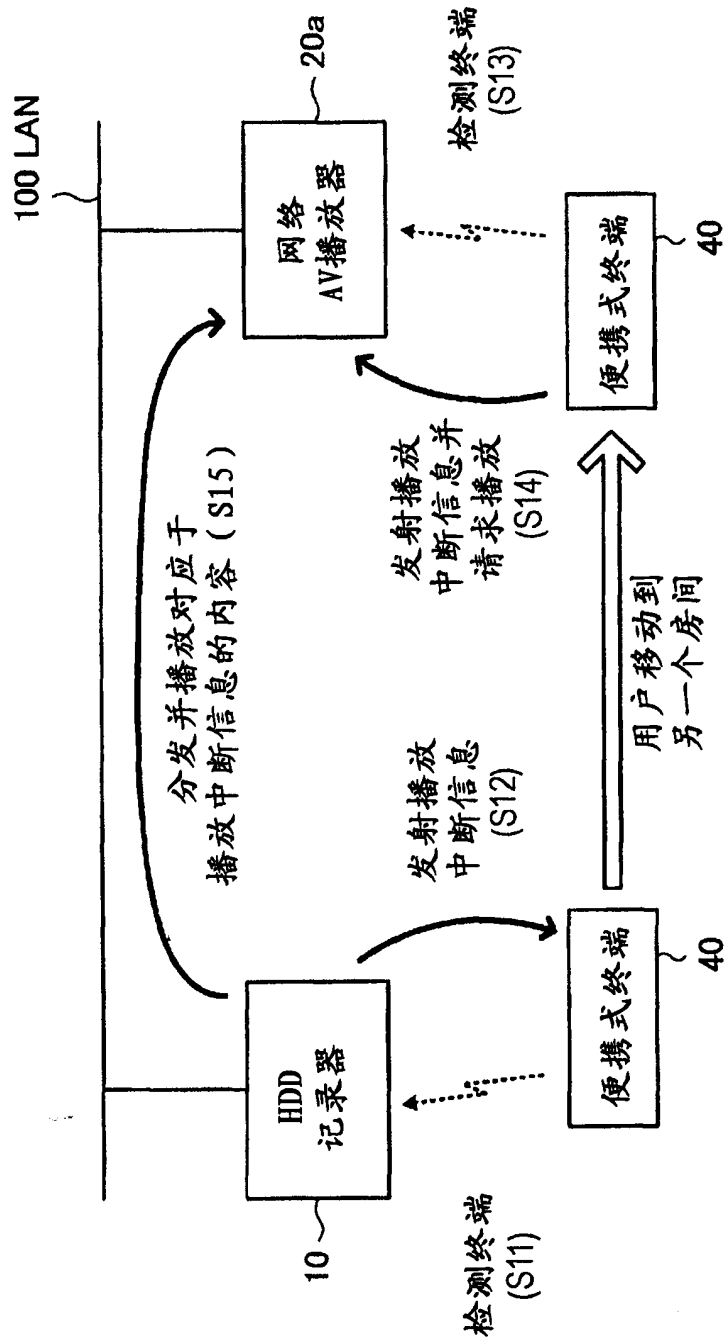 100 LAN
20a
网络
AV播放器
检测终端
(S13)
40
便携式终端
发射播放
中断信息并
请求播放
(S14)
分发并播放对应于
播放中断信息的内容(S15)
用户移动到
另一个房间
发射播放
中断信息
(S12)
HDD
记录器
10
便携式终端
40
检测终端
(S11)